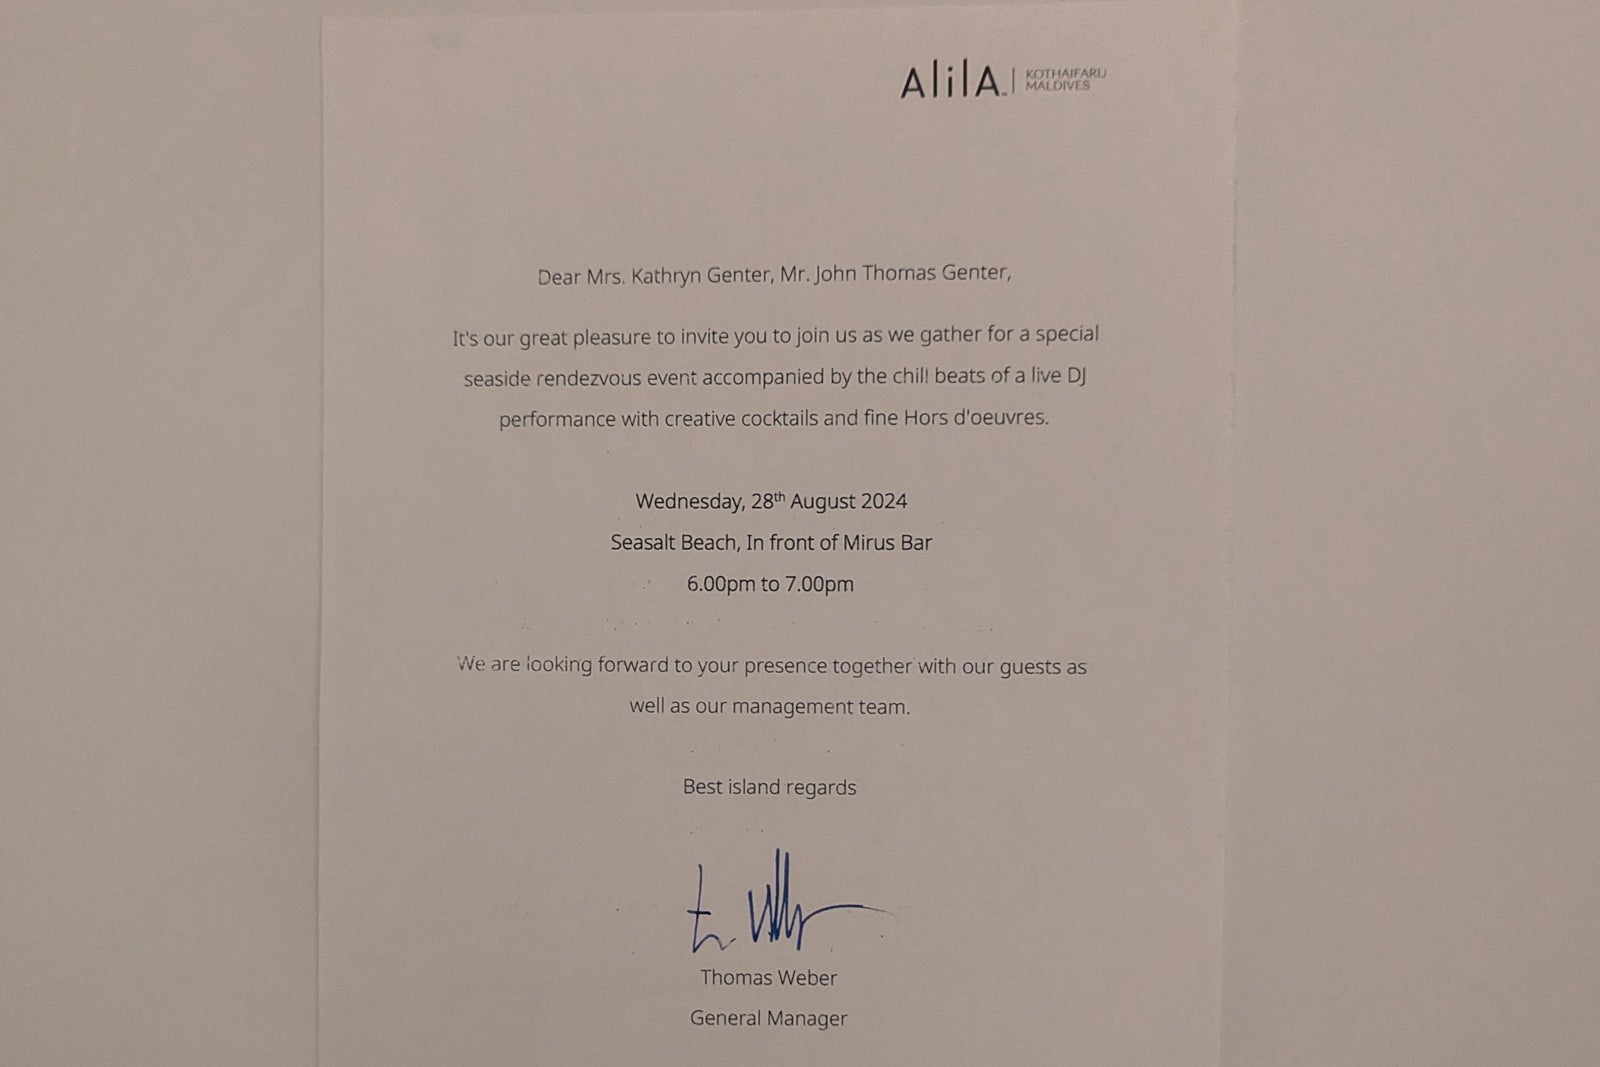 AlilA | KOTHAIFARU
MALDIVES
Dear Mrs. Kathryn Genter, Mr. John Thomas Genter,
It's our great pleasure to invite you to join us as we gather for a special
seaside rendezvous event accompanied by the chill beats of a live DJ
performance with creative cocktails and fine Hors d'oeuvres.
Wednesday, 28th August 2024
Seasalt Beach, In front of Mirus Bar
6.00pm to 7.00pm
We are looking forward to your presence together with our guests as
well as our management team.
Best island regards
Thomas Weber
General Manager